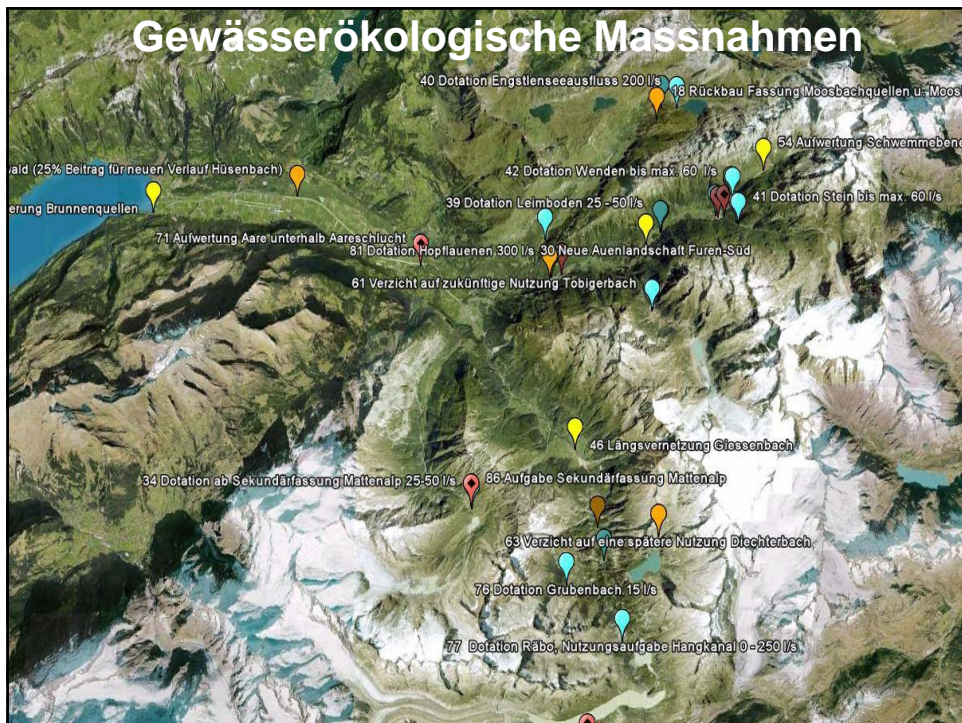 Gewässerökologische Massnahmen
40 Dotation Engstlenseeausfluss 200 l/s
18 Rückbau Fassung Moosbachquellen u. Moosl
54 Aufwertung Schwemmebene
wald (25% Beitrag für neuen Verlauf Hüsenbach)
42 Dotation Wenden bis max. 60 l/s
41 Dotation Stein bis max. 60 l/s
39 Dotation Leimboden 25 - 50 l/s
erung Brunnenquellen
71 Aufwertung Aare unterhalb Aareschlucht
81 Dotation Hopflauenen 300 l/s
30 Neue Auenlandschaft Furen-Süd
61 Verzicht auf zukünftige Nutzung Töbigerbach
46 Längsvernetzung Giessenbach
34 Dotation ab Sekundärfassung Mattenalp 25-50 l/s
86 Aufgabe Sekundärfassung Mattenalp
63 Verzicht auf eine spätere Nutzung Diechterbach
76 Dotation Grubenbach 15 l/s
77 Dotation Räbo, Nutzungsaufgabe Hangkanal 0 - 250 l/s